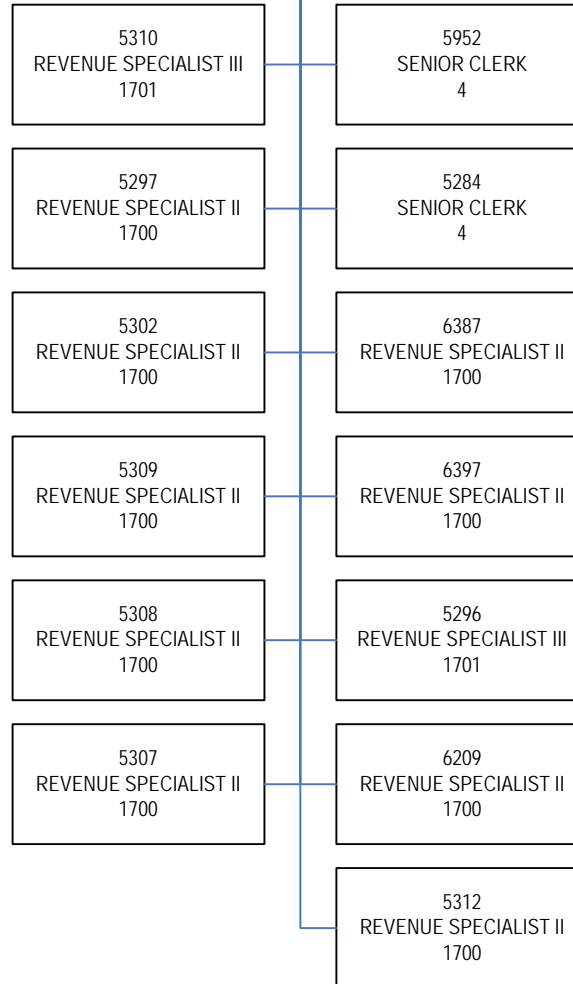 5310
REVENUE SPECIALIST III
1701
5952
SENIOR CLERK
4
5297
REVENUE SPECIALIST II
1700
5284
SENIOR CLERK
4
5302
REVENUE SPECIALIST II
1700
6387
REVENUE SPECIALIST II
1700
5309
REVENUE SPECIALIST II
1700
6397
REVENUE SPECIALIST II
1700
5308
REVENUE SPECIALIST II
1700
5296
REVENUE SPECIALIST III
1701
5307
REVENUE SPECIALIST II
1700
6209
REVENUE SPECIALIST II
1700
5312
REVENUE SPECIALIST II
1700